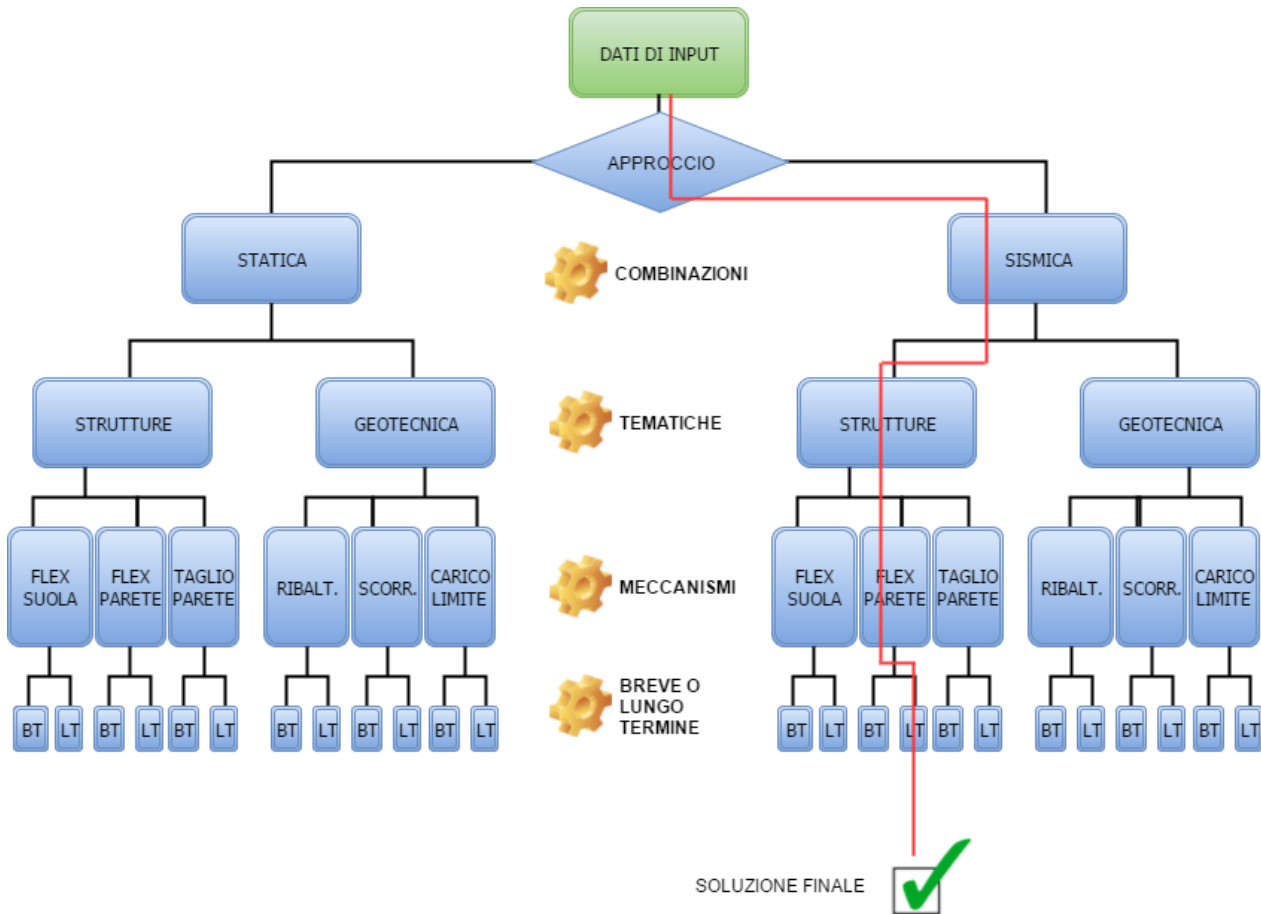 DATI DI INPUT
APPROCCIO
STATICA
COMBINAZIONI
SISMICA
STRUTTURE
GEOTECNICA
TEMATICHE
STRUTTURE
GEOTECNICA
FLEX
SUOLA
FLEX
PARETE
TAGLIO
PARETE
RIBALT.
SCORR.
CARICO
LIMITE
MECCANISMI
FLEX
SUOLA
FLEX
PARETE
TAGLIO
PARETE
RIBALT.
SCORR.
CARICO
LIMITE
BT
LT
BT
LT
BT
LT
BT
LT
BT
LT
BT
LT
BREVE O
LUNGO
TERMINE
BT
LT
BT
LT
BT
LT
BT
LT
BT
LT
BT
LT
SOLUZIONE FINALE